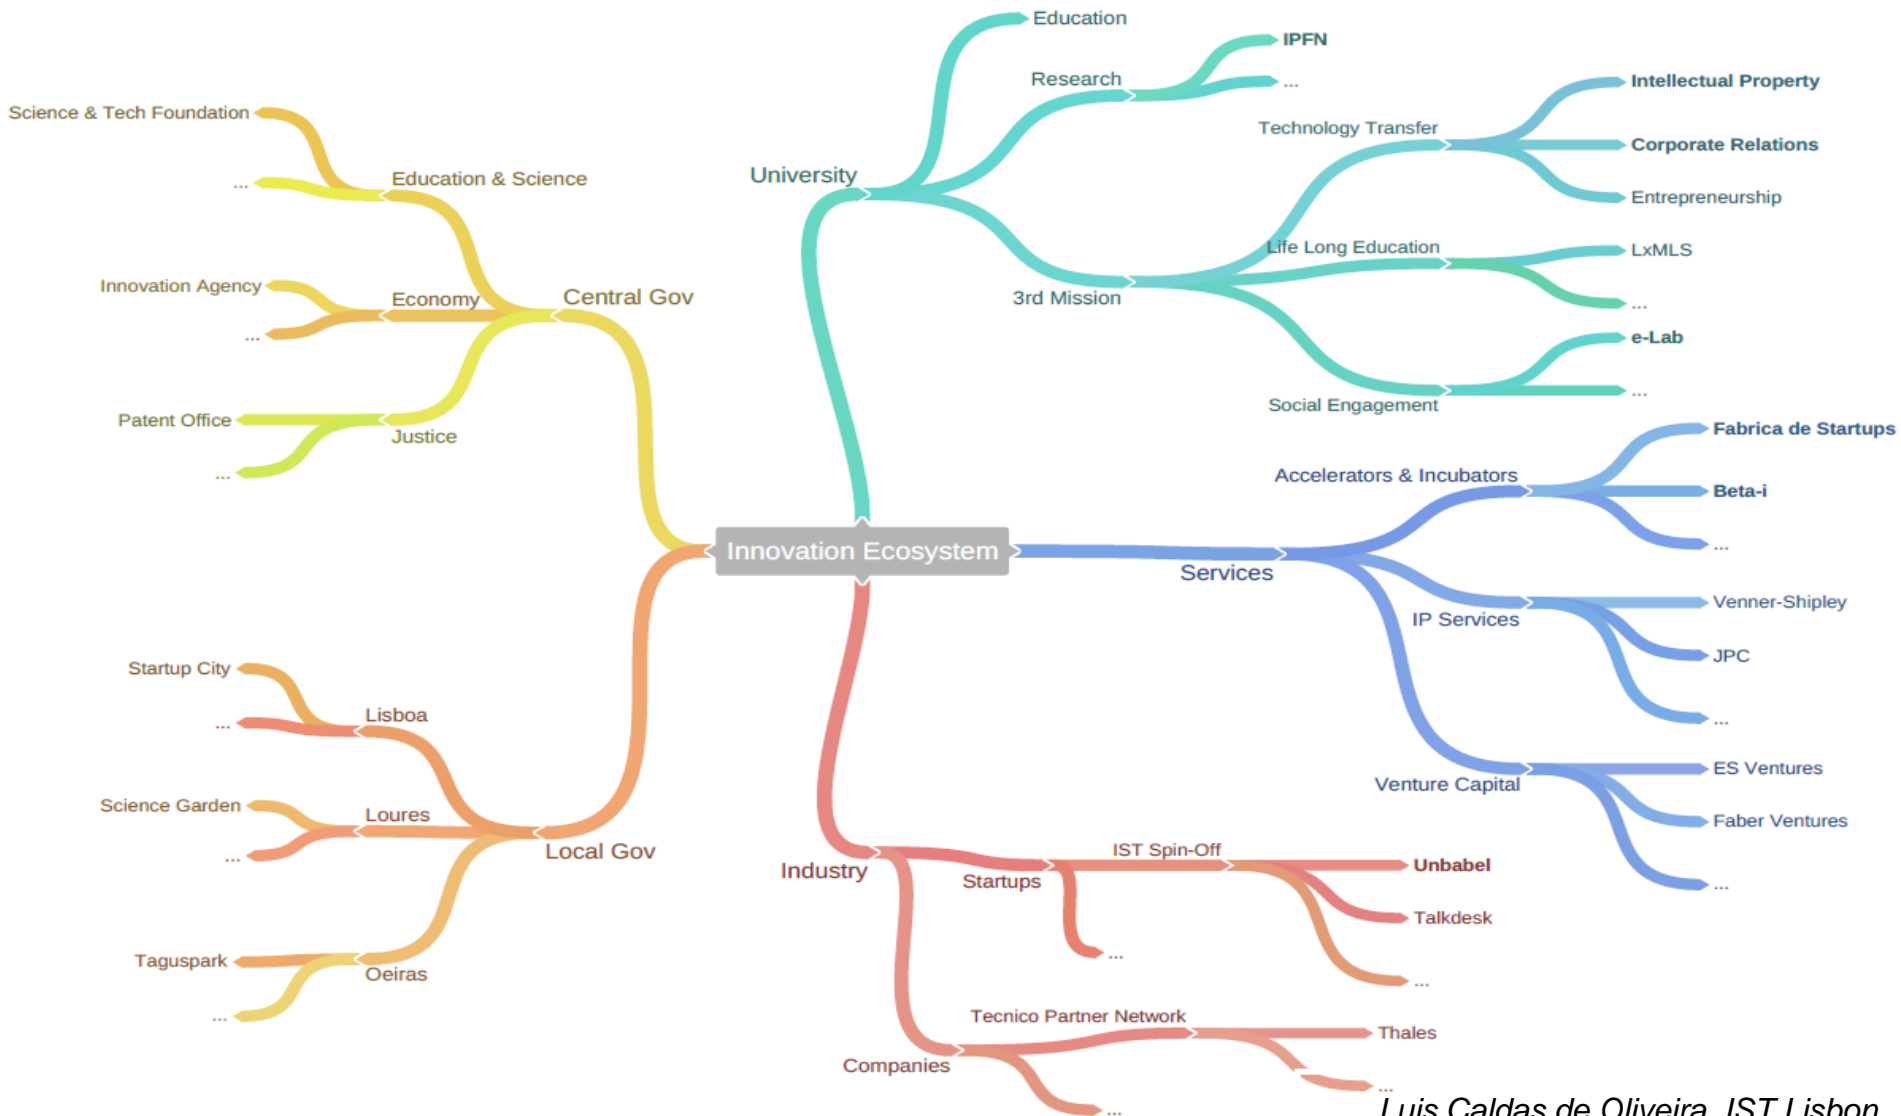 Innovation Ecosystem
University
Education
Research
IPFN
...
3rd Mission
Technology Transfer
Intellectual Property
Corporate Relations
Entrepreneurship
Life Long Education
LxMLS
...
Social Engagement
e-Lab
...
Services
Accelerators & Incubators
Fabrica de Startups
Beta-i
...
IP Services
Venner-Shipley
JPC
...
Venture Capital
ES Ventures
Faber Ventures
...
Industry
Startups
IST Spin-Off
Unbabel
Talkdesk
...
...
Companies
Tecnico Partner Network
Thales
...
...
Central Gov
Education & Science
Science & Tech Foundation
...
Economy
Innovation Agency
...
Justice
Patent Office
...
Local Gov
Lisboa
Startup City
...
Loures
Science Garden
...
Oeiras
Taguspark
...
Luis Caldas de Oliveira, IST Lisbon